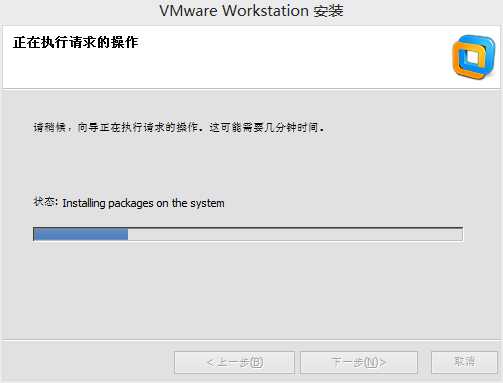 VMware Workstation 安装
正在执行请求的操作
请稍候，向导正在执行请求的操作。这可能需要几分钟时间。
状态: Installing packages on the system
< 上一步(B) 下一步(N)> 取消